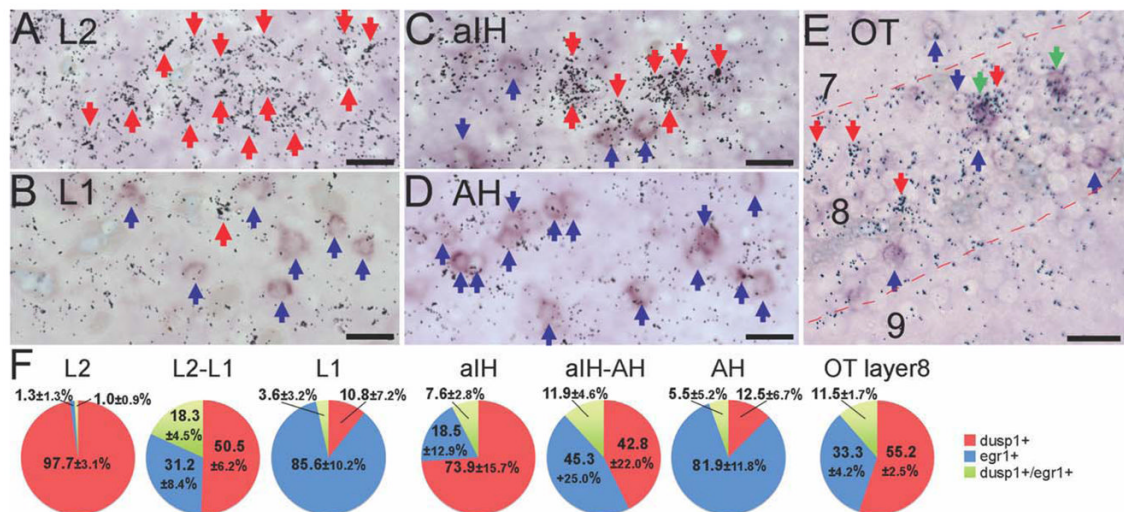 A L2
B L1
C aIH
D AH
E OT
7
8
9
F
L2 L2-L1 L1 aIH aIH-AH AH OT layer8
1.3±1.3% 1.0±0.9% 3.6±3.2% 10.8±7.2% 7.6±2.8% 11.9±4.6% 5.5±5.2% 12.5±6.7% 11.5±1.7%
97.7±3.1%
18.3
±4.5%
50.5
±6.2%
31.2
±8.4%
85.6±10.2%
18.5
±12.9%
73.9±15.7%
42.8
±22.0%
45.3
+25.0%
81.9±11.8%
33.3
±4.2%
55.2
±2.5%
dusp1+
egr1+
dusp1+/egr1+